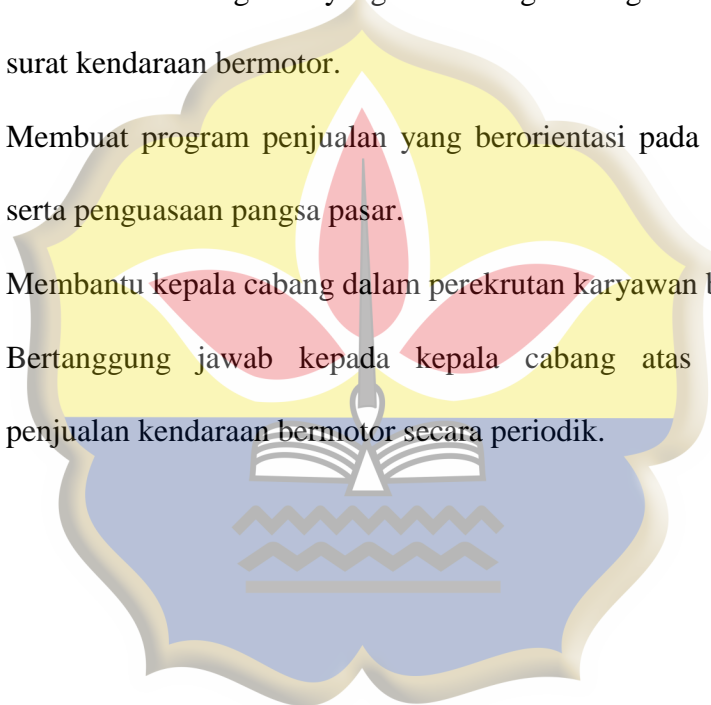 surat kendaraan bermotor.
Membuat program penjualan yang berorientasi pada
serta penguasaan pangsa pasar.
Membantu kepala cabang dalam perekrutan karyawan b
Bertanggung jawab kepada kepala cabang atas
penjualan kendaraan bermotor secara periodik.